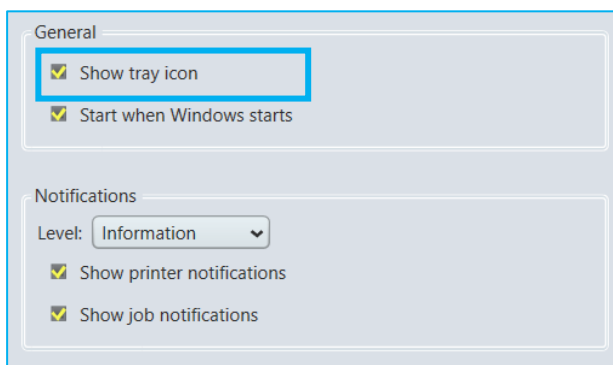 General
Show tray icon
Start when Windows starts
Notifications
Level: Information
Show printer notifications
Show job notifications